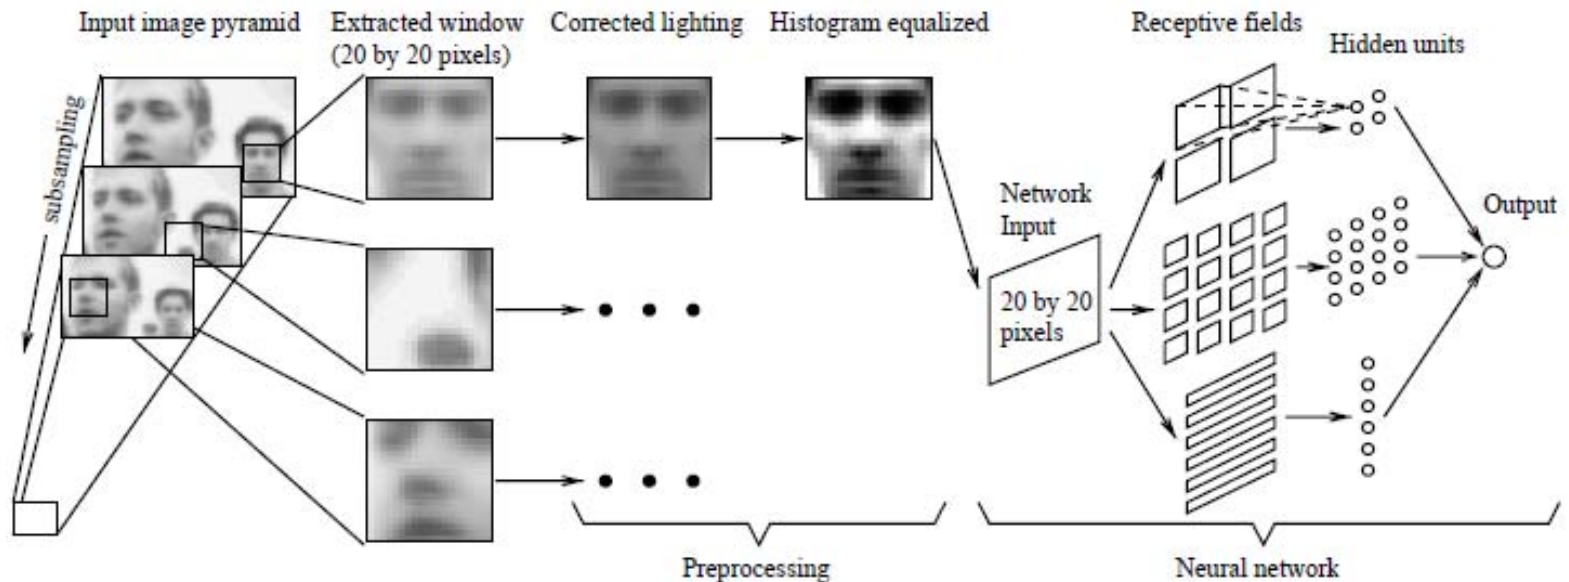 Input image pyramid
Extracted window
(20 by 20 pixels)
Corrected lighting
Histogram equalized
Receptive fields
Hidden units
subsampling
Network
Input
20 by 20
pixels
Output
Preprocessing
Neural network